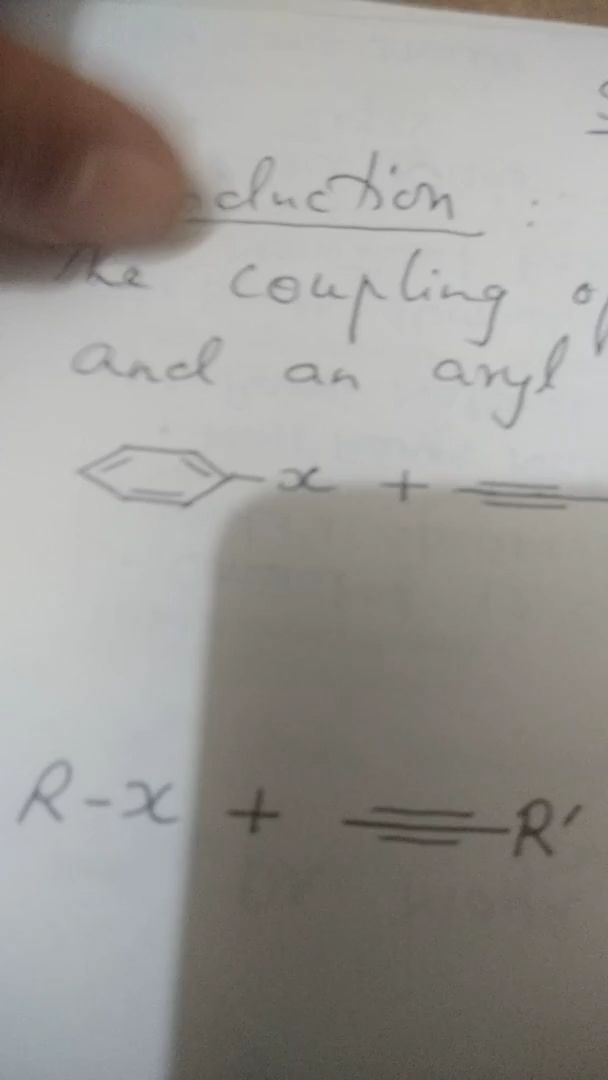 duction :
The coupling
and an aryl
x +
R-x + R'